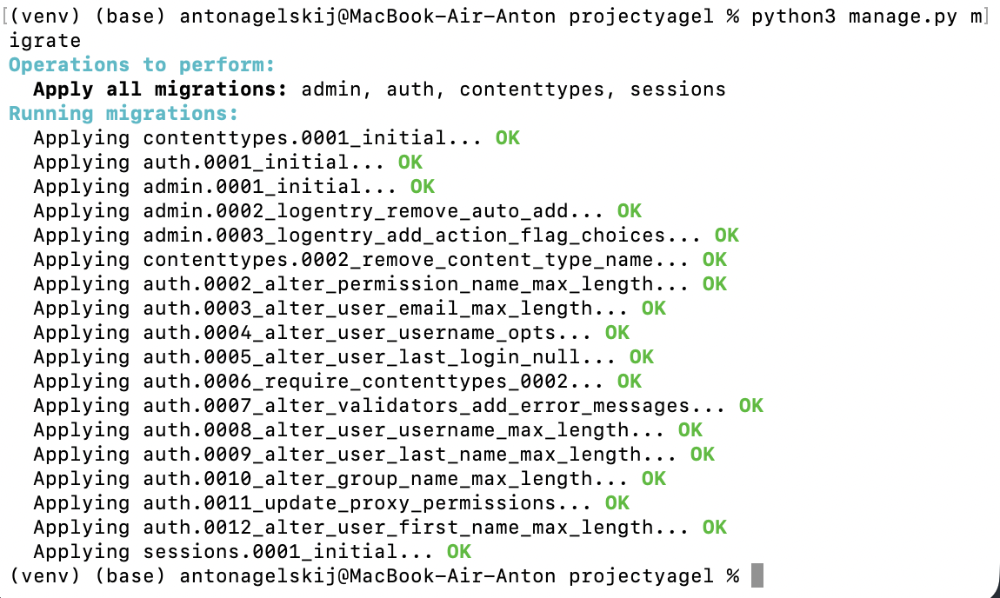 [(venv) (base) antonagelskij@MacBook-Air-Anton projectyagel % python3 manage.py m]
igrate
Operations to perform:
  Apply all migrations: admin, auth, contenttypes, sessions
Running migrations:
  Applying contenttypes.0001_initial... OK
  Applying auth.0001_initial... OK
  Applying admin.0001_initial... OK
  Applying admin.0002_logentry_remove_auto_add... OK
  Applying admin.0003_logentry_add_action_flag_choices... OK
  Applying contenttypes.0002_remove_content_type_name... OK
  Applying auth.0002_alter_permission_name_max_length... OK
  Applying auth.0003_alter_user_email_max_length... OK
  Applying auth.0004_alter_user_username_opts... OK
  Applying auth.0005_alter_user_last_login_null... OK
  Applying auth.0006_require_contenttypes_0002... OK
  Applying auth.0007_alter_validators_add_error_messages... OK
  Applying auth.0008_alter_user_username_max_length... OK
  Applying auth.0009_alter_user_last_name_max_length... OK
  Applying auth.0010_alter_group_name_max_length... OK
  Applying auth.0011_update_proxy_permissions... OK
  Applying auth.0012_alter_user_first_name_max_length... OK
  Applying sessions.0001_initial... OK
(venv) (base) antonagelskij@MacBook-Air-Anton projectyagel %